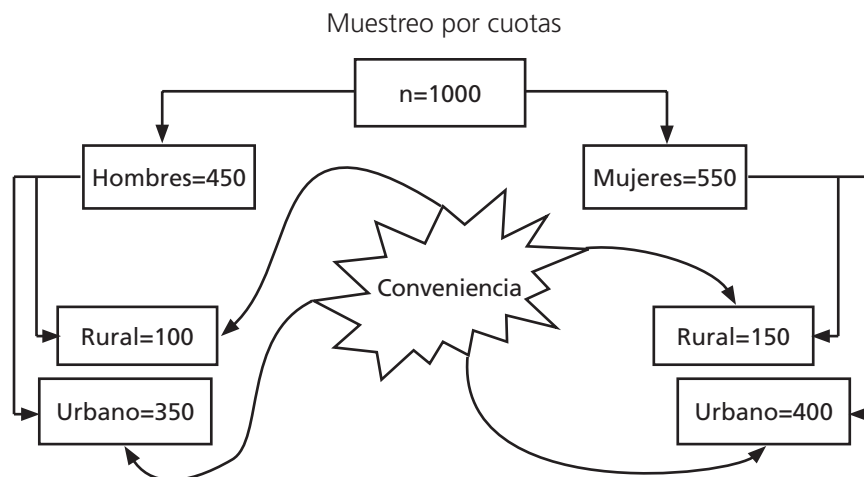 Muestreo por cuotas
n=1000
Hombres=450
Mujeres=550
Conveniencia
Rural=100
Rural=150
Urbano=350
Urbano=400